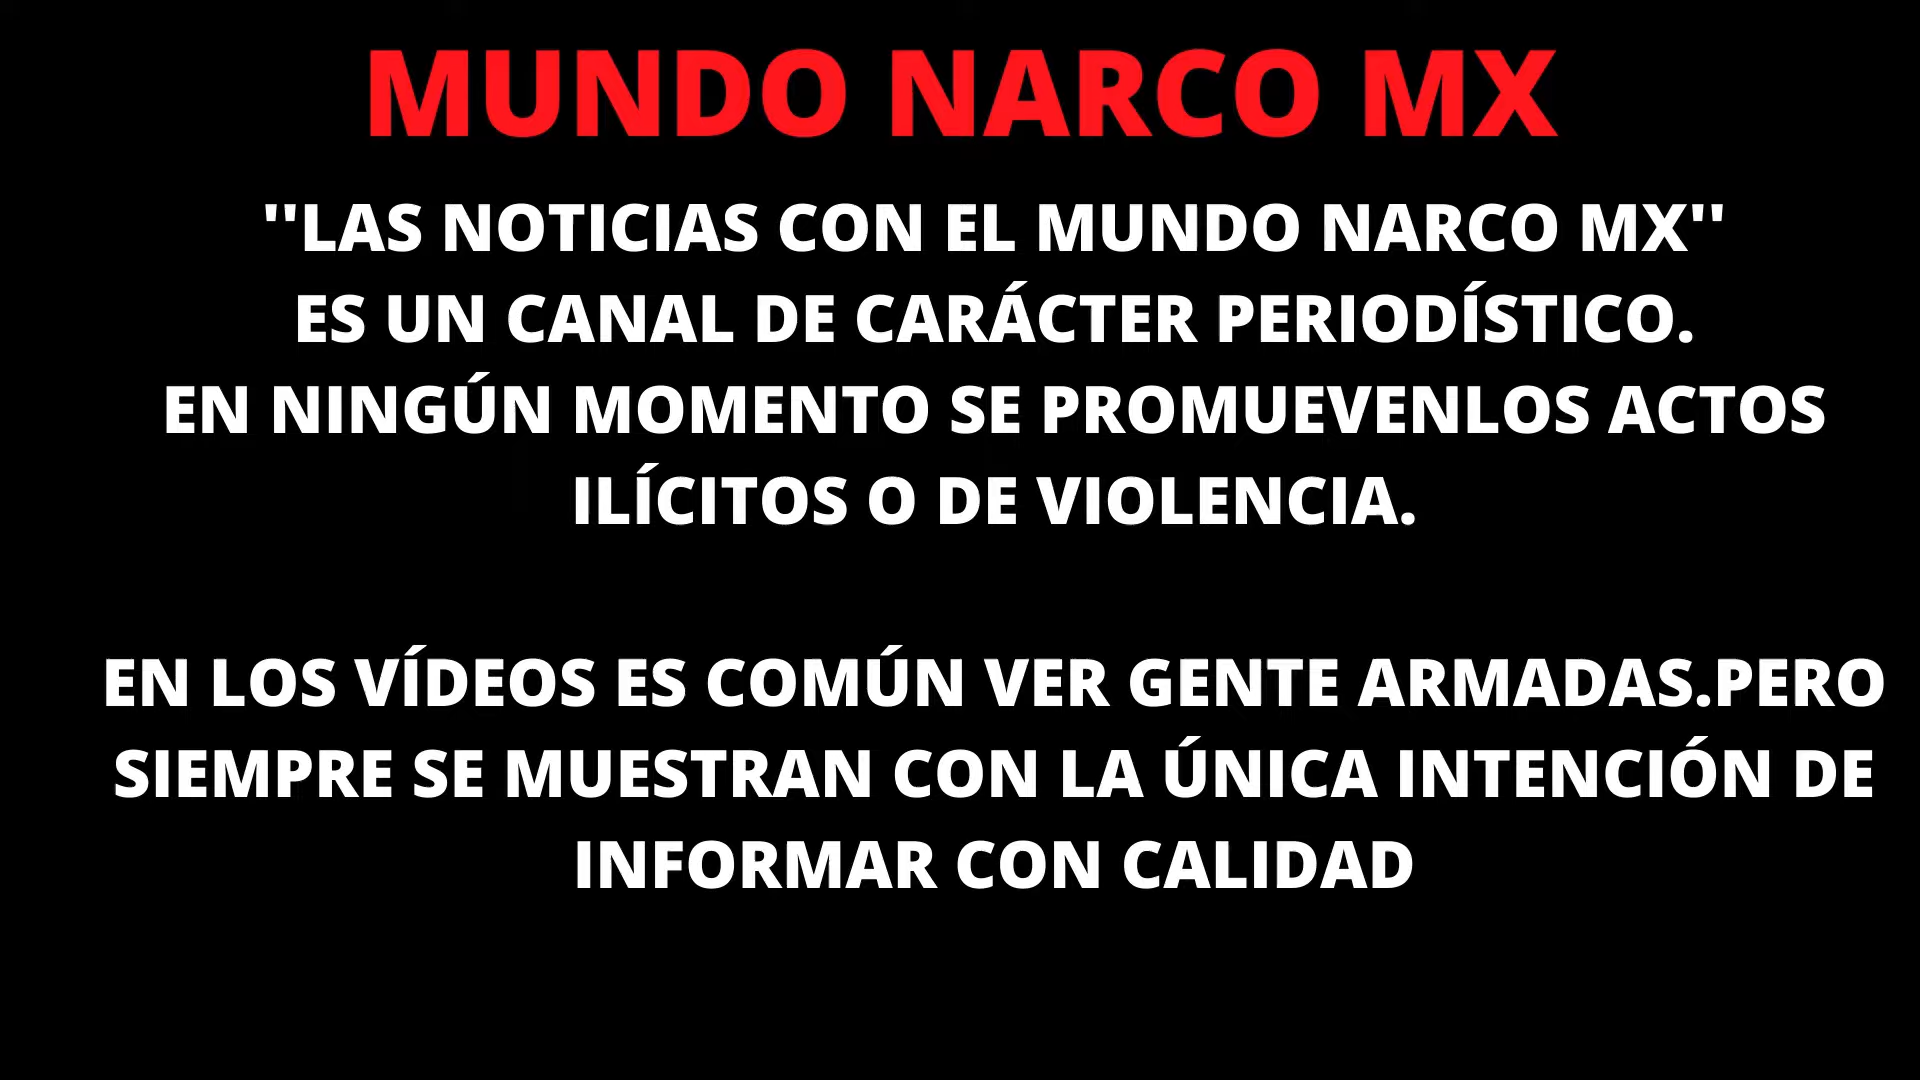 MUNDO NARCO MX
''LAS NOTICIAS CON EL MUNDO NARCO MX''
ES UN CANAL DE CARÁCTER PERIODÍSTICO.
EN NINGÚN MOMENTO SE PROMUEVENLOS ACTOS
ILÍCITOS O DE VIOLENCIA.
EN LOS VÍDEOS ES COMÚN VER GENTE ARMADAS.PERO
SIEMPRE SE MUESTRAN CON LA ÚNICA INTENCIÓN DE
INFORMAR CON CALIDAD